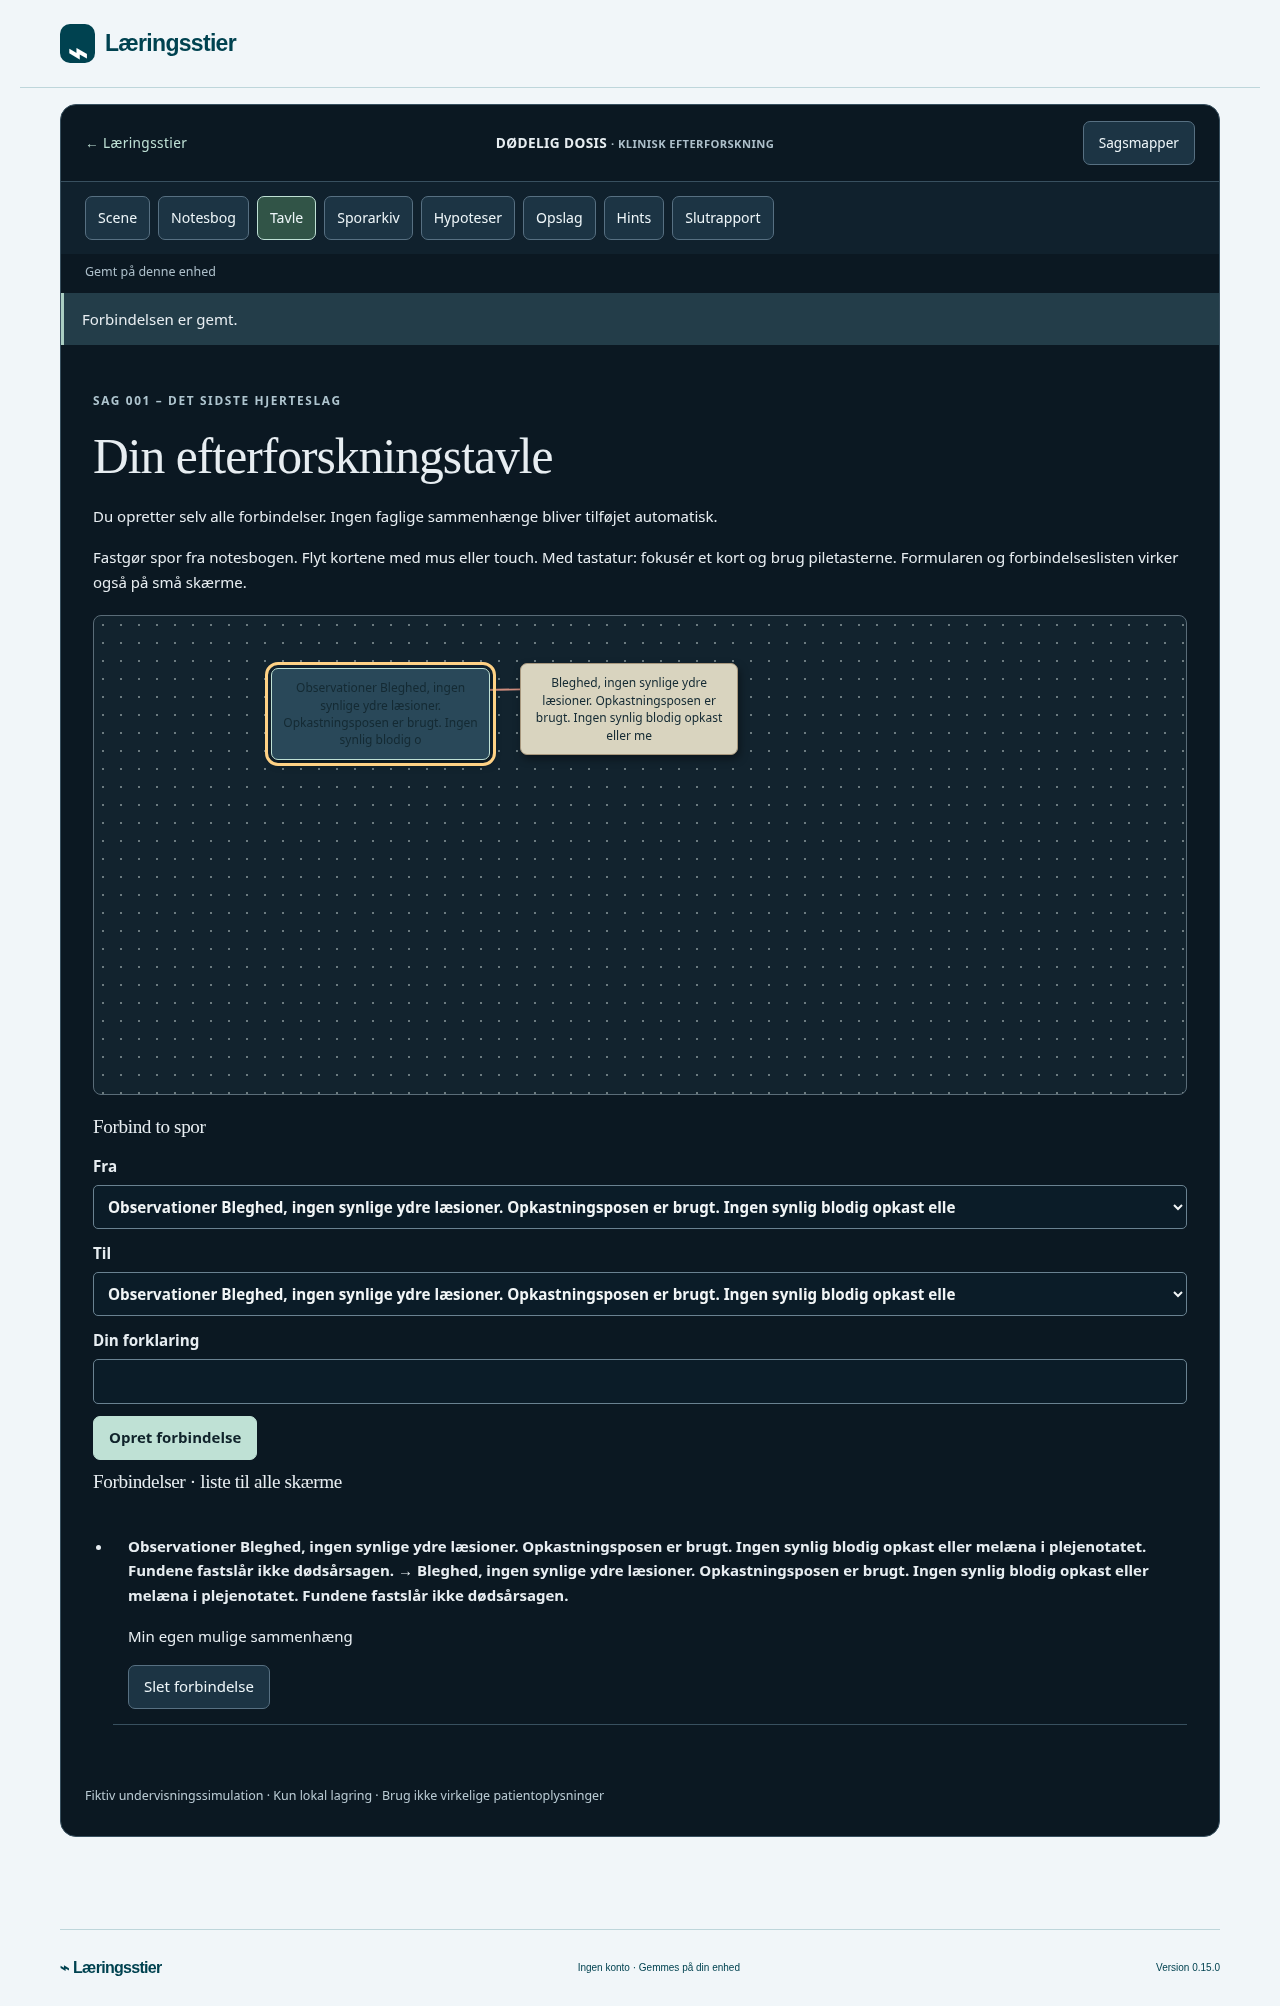 Læringsstier
← Læringsstier
DØDELIG DOSIS · KLINISK EFTERFORSKNING
Sagsmapper
Scene
Notesbog
Tavle
Sporarkiv
Hypoteser
Opslag
Hints
Slutrapport
Gemt på denne enhed
Forbindelsen er gemt.
SAG 001 – DET SIDSTE HJERTESLAG
Din efterforskningstavle
Du opretter selv alle forbindelser. Ingen faglige sammenhænge bliver tilføjet automatisk.
Fastgør spor fra notesbogen. Flyt kortene med mus eller touch. Med tastatur: fokusér et kort og brug piletasterne. Formularen og forbindelseslisten virker
også på små skærme.
Observationer Bleghed, ingen
synlige ydre læsioner.
Opkastningsposen er brugt. Ingen
synlig blodig o
Bleghed, ingen synlige ydre
læsioner. Opkastningsposen er
brugt. Ingen synlig blodig opkast
eller me
Forbind to spor
Fra
Observationer Bleghed, ingen synlige ydre læsioner. Opkastningsposen er brugt. Ingen synlig blodig opkast elle
Til
Observationer Bleghed, ingen synlige ydre læsioner. Opkastningsposen er brugt. Ingen synlig blodig opkast elle
Din forklaring
Opret forbindelse
Forbindelser · liste til alle skærme
• Observationer Bleghed, ingen synlige ydre læsioner. Opkastningsposen er brugt. Ingen synlig blodig opkast eller melæna i plejenotatet.
Fundene fastslår ikke dødsårsagen. → Bleghed, ingen synlige ydre læsioner. Opkastningsposen er brugt. Ingen synlig blodig opkast eller
melæna i plejenotatet. Fundene fastslår ikke dødsårsagen.
Min egen mulige sammenhæng
Slet forbindelse
Fiktiv undervisningssimulation · Kun lokal lagring · Brug ikke virkelige patientoplysninger
Læringsstier
Ingen konto · Gemmes på din enhed
Version 0.15.0